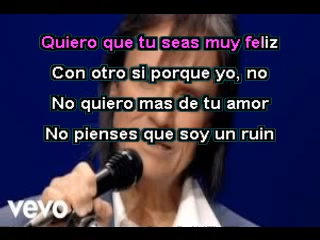 Quiero que tu seas muy feliz
Con otro si porque yo, no
No quiero mas de tu amor
No pienses que soy un ruin
vevo